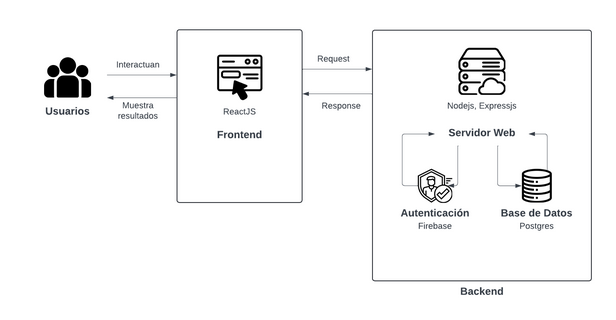 Usuarios
Interactuan
Muestra
resultados
ReactJS
Frontend
Request
Response
Nodejs, Expressjs
Servidor Web
Autenticación
Firebase
Base de Datos
Postgres
Backend